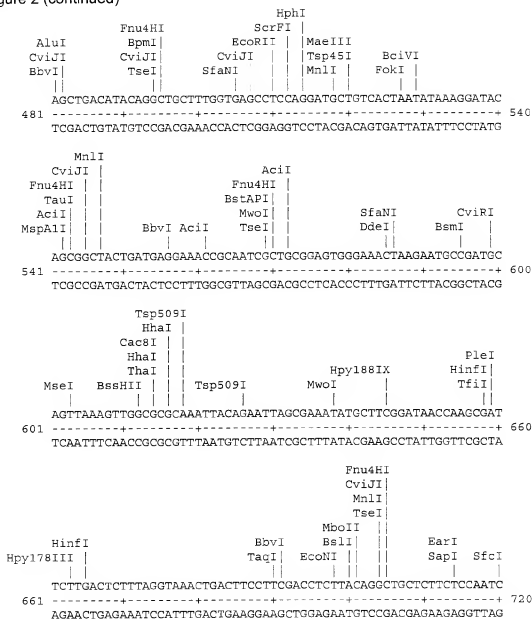 gure 2 (continued)
HphI
Fnu4HI ScrFI
AluI BpmI EcoRII MaeIII
CviJI CviJI CviJI Tsp45I BciVI
BbvI TseI SfaNI MnlI FokI
AGCTGACATACAGGCTGCTTTGGTGAGCCTCCAGGATGCTGTCACTAATATAAAGGATAC
481 ---------+---------+---------+---------+---------+---------+ 540
TCGACTGTATGTCCGACGAAACCACTCGGAGGTCCTACGACAGTGATTATATTTCCTATG
MnlI
CviJI AciI
Fnu4HI Fnu4HI
TauI BstAPI
AciI MwoI SfaNI CviRI
MspA1I BbvI AciI TseI DdeI BsmI
AGCGGCTACTGATGAGGAAACCGCAATCGCTGCGGAGTGGGAAACTAAGAATGCCGATGC
541 ---------+---------+---------+---------+---------+---------+ 600
TCGCCGATGACTACTCCTTTGGCGTTAGCGACGCCTCACCCTTTGATTCTTACGGCTACG
Tsp509I
HhaI
Cac8I
HhaI Hpy188IX PleI
ThaI HinfI
MseI BssHII Tsp509I MwoI TfiI
AGTTAAAGTTGGCGCGCAAATTACAGAATTAGCGAAATATGCTTCGGATAACCAAGCGAT
601 ---------+---------+---------+---------+---------+---------+ 660
TCAATTTCAACCGCGCGTTTAATGTCTTAATCGCTTTATACGAAGCCTATTGGTTCGCTA
Fnu4HI
CviJI
MnlI
TseI
MboII
HinfI BbvI BslI EarI
Hpy178III TaqI EcoNI SapI SfcI
TCTTGACTCTTTAGGTAAACTGACTTCCTTCGACCTCTTACAGGCTGCTCTTCTCCAATC
661 ---------+---------+---------+---------+---------+---------+ 720
AGAACTGAGAAATCCATTTGACTGAAGGAAGCTGGAGAATGTCCGACGAGAAGAGGTTAG